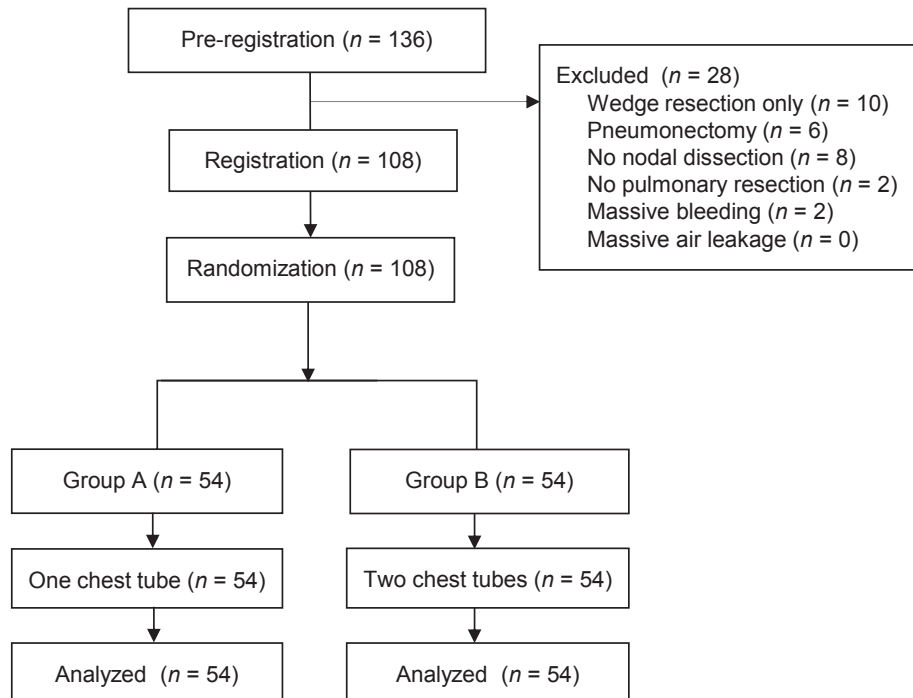 Pre-registration (n = 136)
Excluded (n = 28)
Wedge resection only (n = 10)
Pneumonectomy (n = 6)
No nodal dissection (n = 8)
No pulmonary resection (n = 2)
Massive bleeding (n = 2)
Massive air leakage (n = 0)
Registration (n = 108)
Randomization (n = 108)
Group A (n = 54)
Group B (n = 54)
One chest tube (n = 54)
Two chest tubes (n = 54)
Analyzed (n = 54)
Analyzed (n = 54)